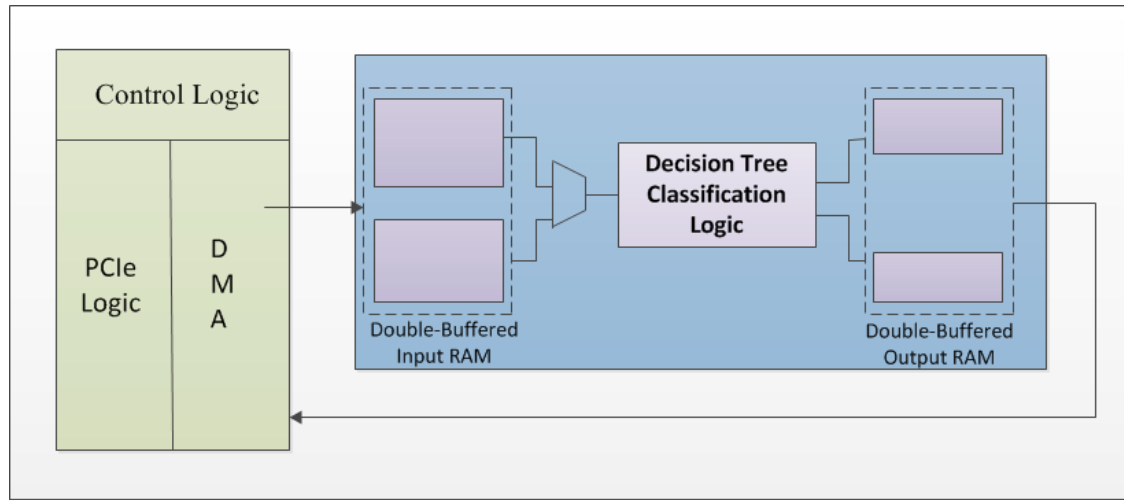 Control Logic
PCIe
Logic
D
M
A
Double-Buffered
Input RAM
Decision Tree
Classification
Logic
Double-Buffered
Output RAM